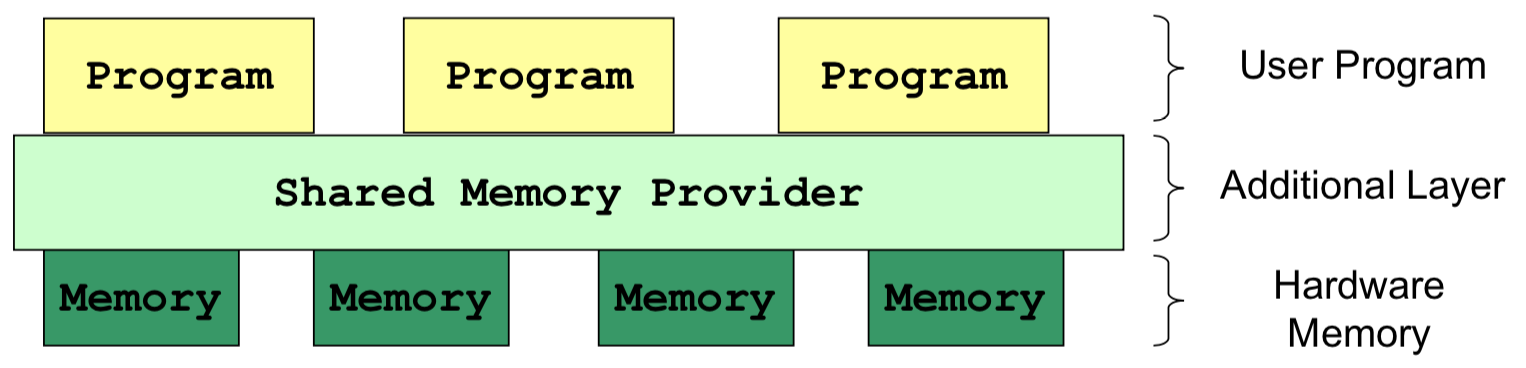 Program
Program
Program
User Program
Shared Memory Provider
Additional Layer
Memory
Memory
Memory
Memory
Hardware
Memory